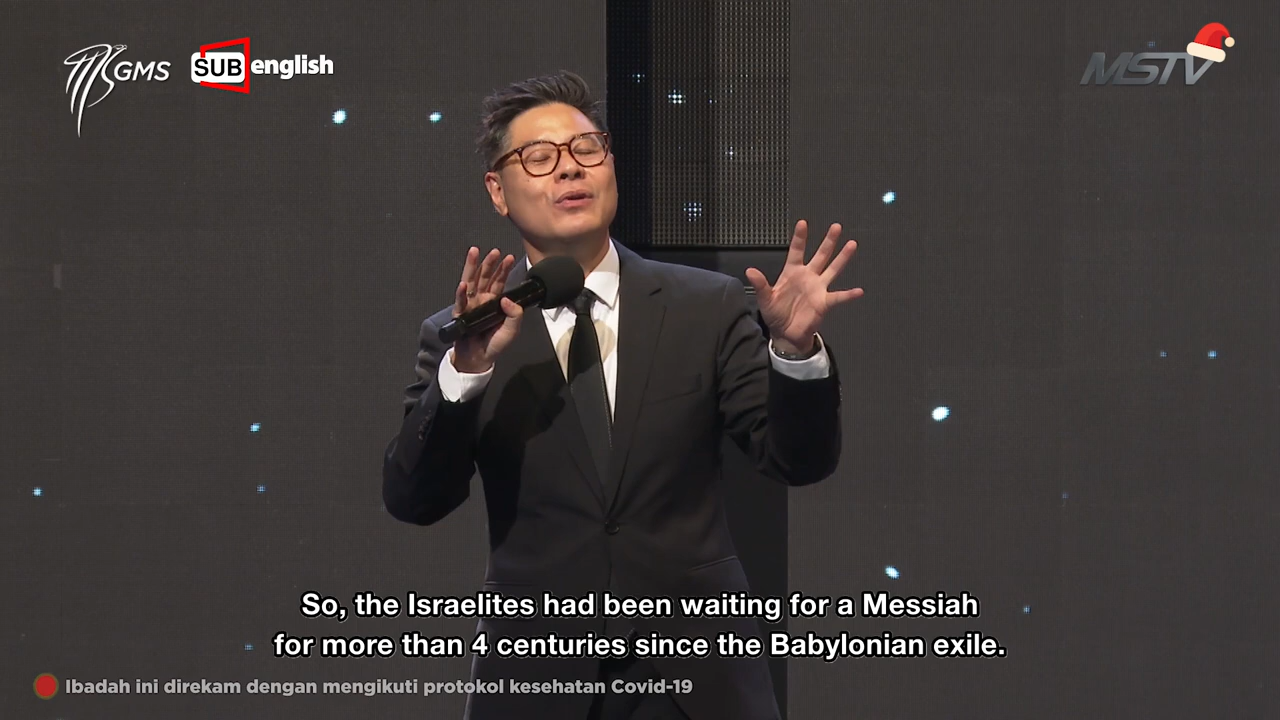 GMS
SUB english
MSTV
So, the Israelites had been waiting for a Messiah
for more than 4 centuries since the Babylonian exile.
Ibadah ini direkam dengan mengikuti protokol kesehatan Covid-19